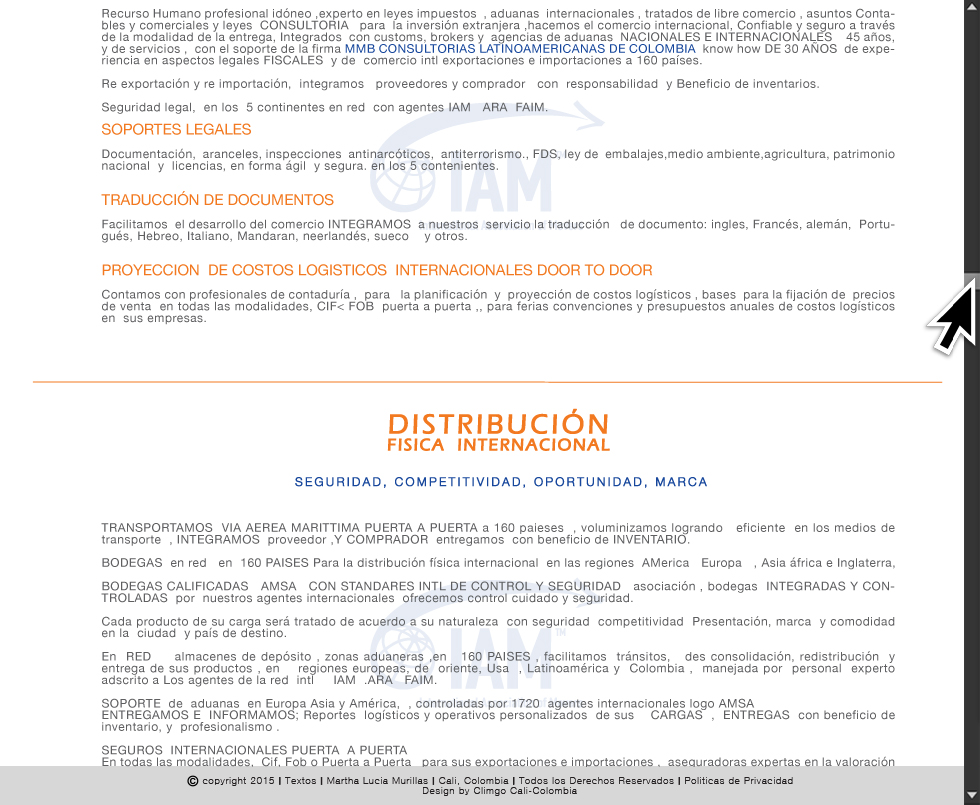 Recurso Humano profesional idóneo ,experto en leyes impuestos , aduanas internacionales , tratados de libre comercio , asuntos Conta-
bles y comerciales y leyes CONSULTORIA para la inversión extranjera ,hacemos el comercio internacional, Confiable y seguro a través
de la modalidad de la entrega, Integrados con customs, brokers y agencias de aduanas NACIONALES E INTERNACIONALES 45 años,
y de servicios , con el soporte de la firma MMB CONSULTORIAS LATINOAMERICANAS DE COLOMBIA know how DE 30 AÑOS de expe-
riencia en aspectos legales FISCALES y de comercio intl exportaciones e importaciones a 160 países.
Re exportación y re importación, integramos proveedores y comprador con responsabilidad y Beneficio de inventarios.
Seguridad legal, en los 5 continentes en red con agentes IAM ARA FAIM.
SOPORTES LEGALES
Documentación, aranceles, inspecciones antinarcóticos, antiterrorismo., FDS, ley de embalajes,medio ambiente,agricultura, patrimonio
nacional y licencias, en forma ágil y segura. en los 5 contenientes.
IAM
TRADUCCIÓN DE DOCUMENTOS
Facilitamos el desarrollo del comercio INTEGRAMOS a nuestros servicio la traducción de documento: ingles, Francés, alemán, Portu-
gués, Hebreo, Italiano, Mandaran, neerlandés, sueco y otros.
PROYECCION DE COSTOS LOGISTICOS INTERNACIONALES DOOR TO DOOR
Contamos con profesionales de contaduría , para la planificación y proyección de costos logísticos , bases para la fijación de precios
de venta en todas las modalidades, CIF< FOB puerta a puerta ,, para ferias convenciones y presupuestos anuales de costos logísticos
en sus empresas.
DISTRIBUCIÓN
FISICA INTERNACIONAL
SEGURIDAD, COMPETITIVIDAD, OPORTUNIDAD, MARCA
TRANSPORTAMOS VIA AEREA MARITTIMA PUERTA A PUERTA a 160 paieses , voluminizamos logrando eficiente en los medios de
transporte , INTEGRAMOS proveedor ,Y COMPRADOR entregamos con beneficio de INVENTARIO.
BODEGAS en red en 160 PAISES Para la distribución física internacional en las regiones AMerica Europa , Asia áfrica e Inglaterra,
BODEGAS CALIFICADAS AMSA CON STANDARES INTL DE CONTROL Y SEGURIDAD asociación , bodegas INTEGRADAS Y CON-
TROLADAS por nuestros agentes internacionales ofrecemos control cuidado y seguridad.
Cada producto de su carga será tratado de acuerdo a su naturaleza con seguridad competitividad Presentación, marca y comodidad
en la ciudad y país de destino.
IAM
En RED almacenes de depósito , zonas aduaneras ,en 160 PAISES , facilitamos tránsitos, des consolidación, redistribución y
entrega de sus productos , en regiones europeas, de oriente, Usa , Latinoamérica y Colombia , manejada por personal experto
adscrito a Los agentes de la red intl IAM .ARA FAIM.
SOPORTE de aduanas en Europa Asia y América, , controladas por 1720 agentes internacionales logo AMSA
ENTREGAMOS E INFORMAMOS; Reportes logísticos y operativos personalizados de sus CARGAS , ENTREGAS con beneficio de
inventario, y profesionalismo .
SEGUROS INTERNACIONALES PUERTA A PUERTA
En todas las modalidades, Cif, Fob o Puerta a Puerta para sus exportaciones e importaciones , aseguradoras expertas en la valoración
© copyright 2015 | Textos | Martha Lucia Murillas | Cali, Colombia | Todos los Derechos Reservados | Politicas de Privacidad
Design by Climgo Cali-Colombia